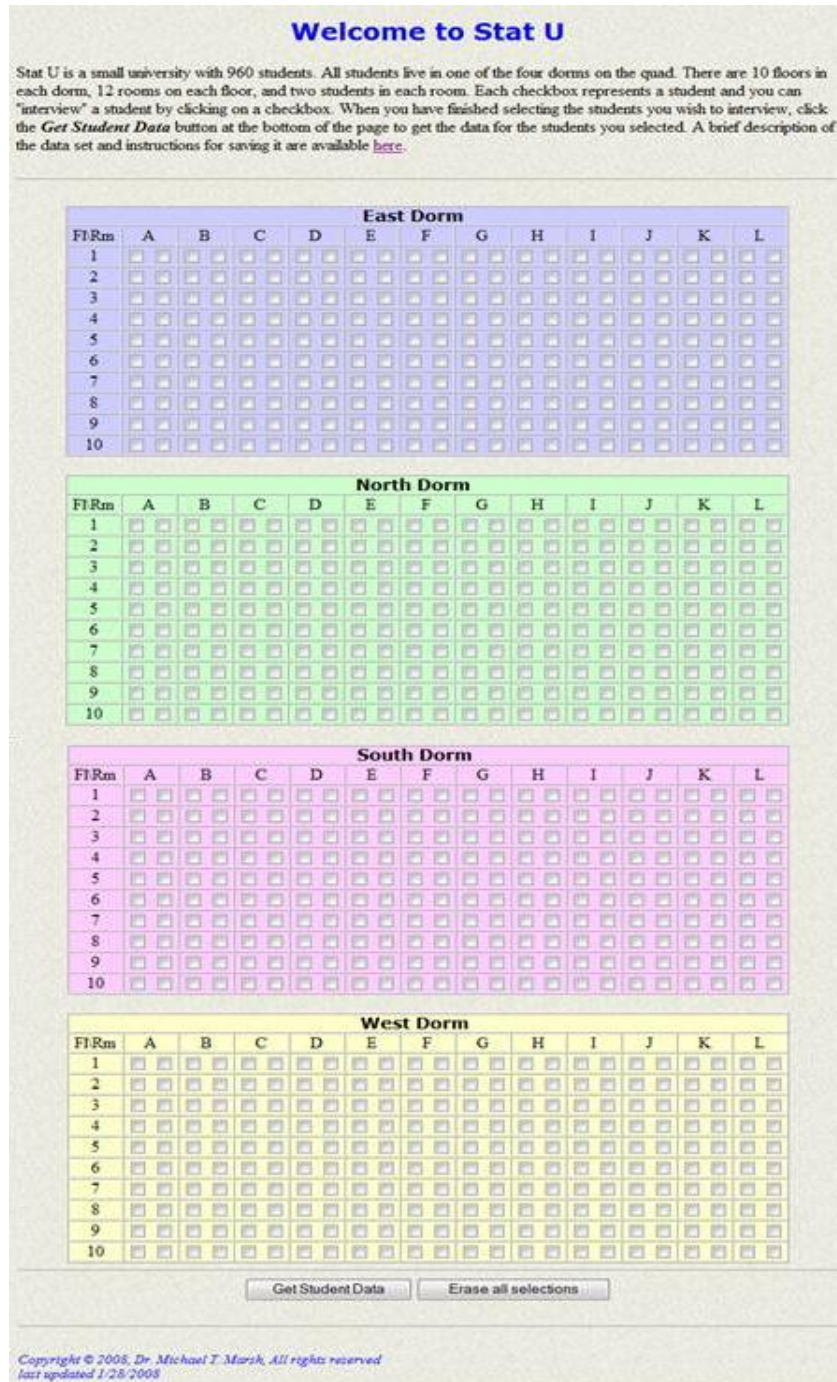 Welcome to Stat U
Stat U is a small university with 960 students. All students live in one of the four dorms on the quad. There are 10 floors in
each dorm, 12 rooms on each floor, and two students in each room. Each checkbox represents a student and you can
"interview" a student by clicking on a checkbox. When you have finished selecting the students you wish to interview, click
the Get Student Data button at the bottom of the page to get the data for the students you selected. A brief description of
the data set and instructions for saving it are available here.
East Dorm
Fl\Rm A B C D E F G H I J K L
1
2
3
4
5
6
7
8
9
10
North Dorm
Fl\Rm A B C D E F G H I J K L
1
2
3
4
5
6
7
8
9
10
South Dorm
Fl\Rm A B C D E F G H I J K L
1
2
3
4
5
6
7
8
9
10
West Dorm
Fl\Rm A B C D E F G H I J K L
1
2
3
4
5
6
7
8
9
10
Get Student Data Erase all selections
Copyright © 2008, Dr. Michael T. Marsh, All rights reserved
last updated 1/28/2008